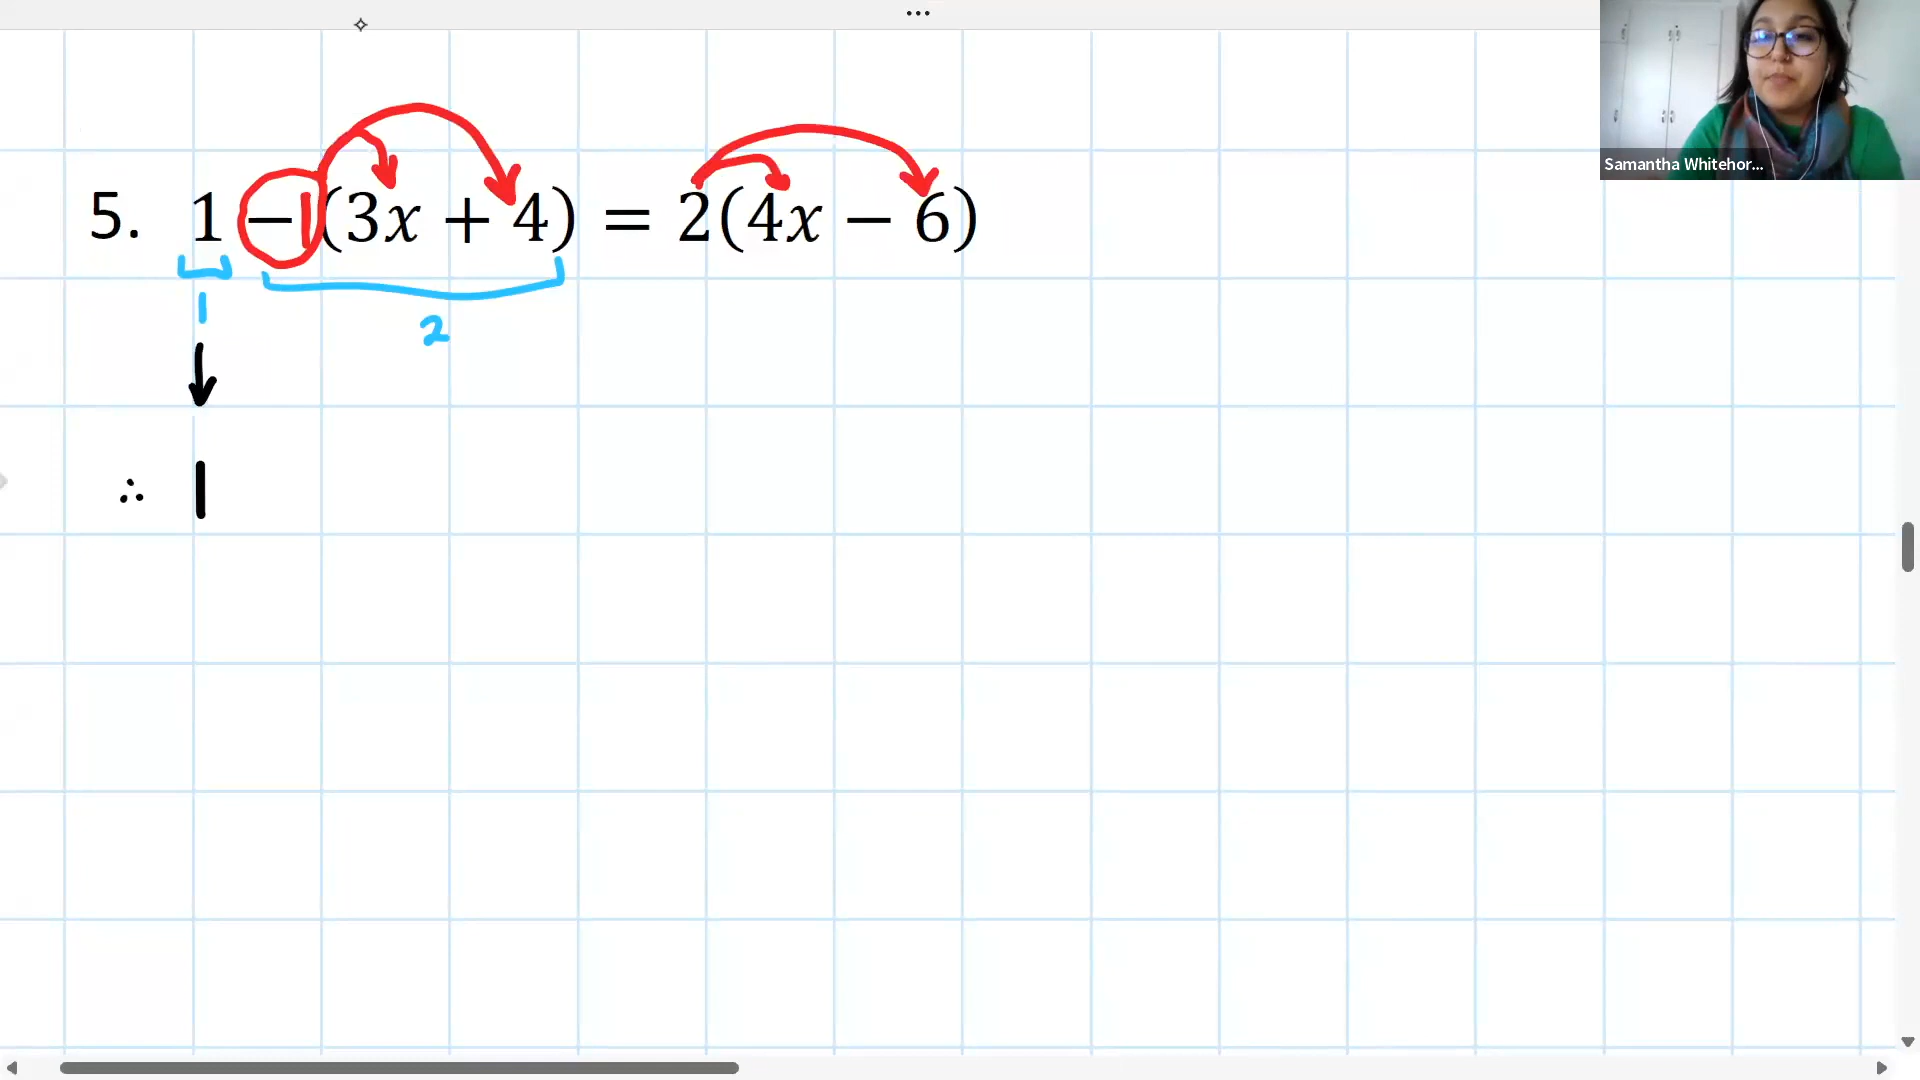 Samantha Whitehor...
5. 1 −1(3x + 4) = 2(4x − 6)
1
2
∴ 1